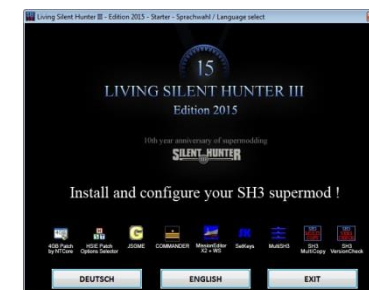 Living Silent Hunter III - Edition 2015 - Starter - Sprachwahl / Language select
15
LIVING SILENT HUNTER III
Edition 2015
10th year anniversary of supermodding
SILENT HUNTER
Install and configure your SH3 supermod !
4GB Patch by NTCore
HSIE Patch Options Selector
JSGME
COMMANDER
MissionEditor X2 + WS
SetKeys
MultiSH3
SH3 MultiCopy
SH3 VersionCheck
DEUTSCH
ENGLISH
EXIT